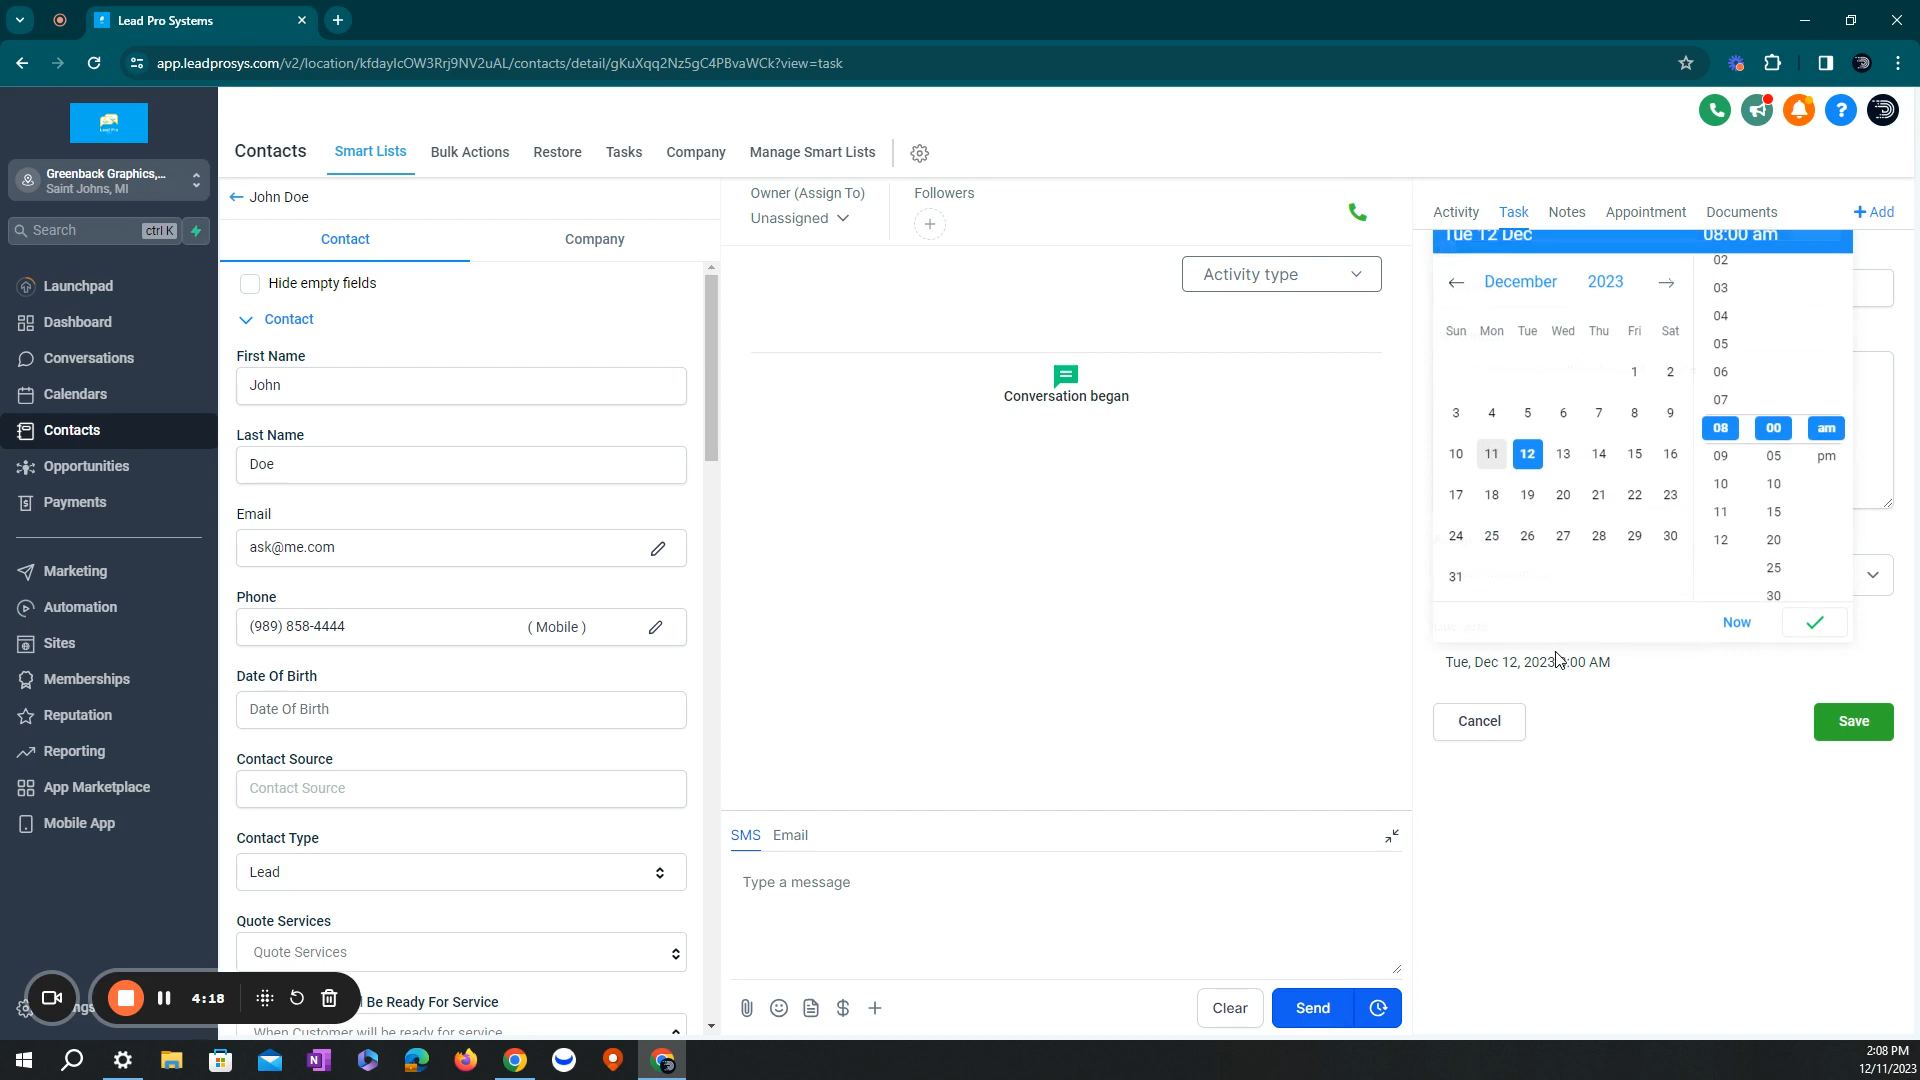 Lead Pro Systems
app.leadprosys.com/v2/location/kfdaylcOW3Rrj9NV2uAL/contacts/detail/gKuXqq2Nz5gC4PBvaWCk?view=task
Greenback Graphics,...
Saint Johns, MI
Search
ctrl K
Launchpad
Dashboard
Conversations
Calendars
Contacts
Opportunities
Payments
Marketing
Automation
Sites
Memberships
Reputation
Reporting
App Marketplace
Mobile App
4:18
Contacts
Smart Lists
Bulk Actions
Restore
Tasks
Company
Manage Smart Lists
John Doe
Contact
Company
Hide empty fields
Contact
First Name
John
Last Name
Doe
Email
ask@me.com
Phone
(989) 858-4444
( Mobile )
Date Of Birth
Date Of Birth
Contact Source
Contact Source
Contact Type
Lead
Quote Services
Quote Services
Be Ready For Service
When Customer will be ready for service
Owner (Assign To)
Unassigned
Followers
Activity type
Conversation began
SMS
Email
Type a message
Clear
Send
Activity
Task
Notes
Appointment
Documents
+ Add
Tue 12 Dec
08:00 am
December
2023
Sun Mon Tue Wed Thu Fri Sat
1 2
3 4 5 6 7 8 9
10 11 12 13 14 15 16
17 18 19 20 21 22 23
24 25 26 27 28 29 30
31
02
03
04
05
06
07
08 00 am
09 05 pm
10 10
11 15
12 20
25
30
Now
Tue, Dec 12, 2023 :00 AM
Cancel
Save
2:08 PM
12/11/2023